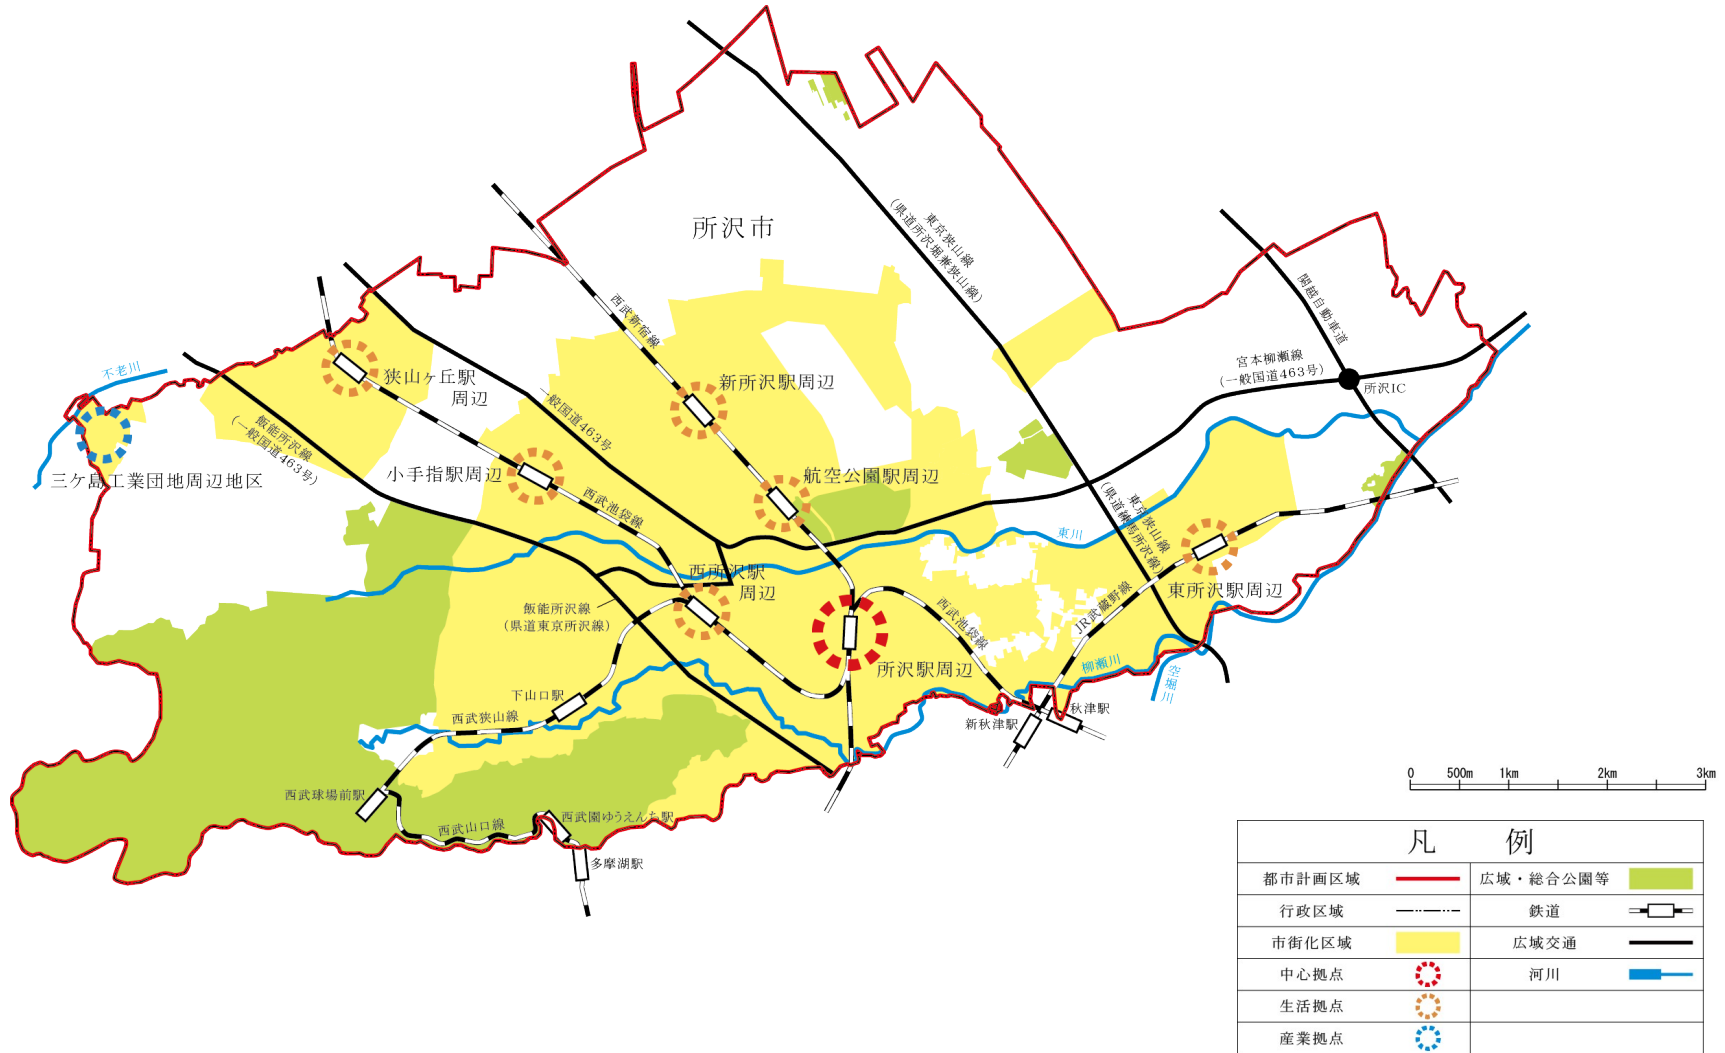 所沢市
東京狭山線
(県道所沢堀兼狭山線)
関越自動車道
西武新宿線
宮本柳瀬線
(一般国道463号)
所沢IC
不老川
狭山ヶ丘駅
周辺
新所沢駅周辺
一般国道463号
飯能所沢線
(一般国道463号)
三ケ島工業団地周辺地区
小手指駅周辺
航空公園駅周辺
西武池袋線
東京狭山線
(県道練馬所沢線)
東川
西所沢駅
周辺
東所沢駅周辺
飯能所沢線
(県道東京所沢線)
西武池袋線
JR武蔵野線
所沢駅周辺
柳瀬川
空堀川
下山口駅
西武狭山線
新秋津駅
秋津駅
西武球場前駅
西武山口線
西武園ゆうえんち駅
多摩湖駅
0 500m 1km 2km 3km
凡 例
都市計画区域 広域・総合公園等
行政区域 鉄道
市街化区域 広域交通
中心拠点 河川
生活拠点
産業拠点